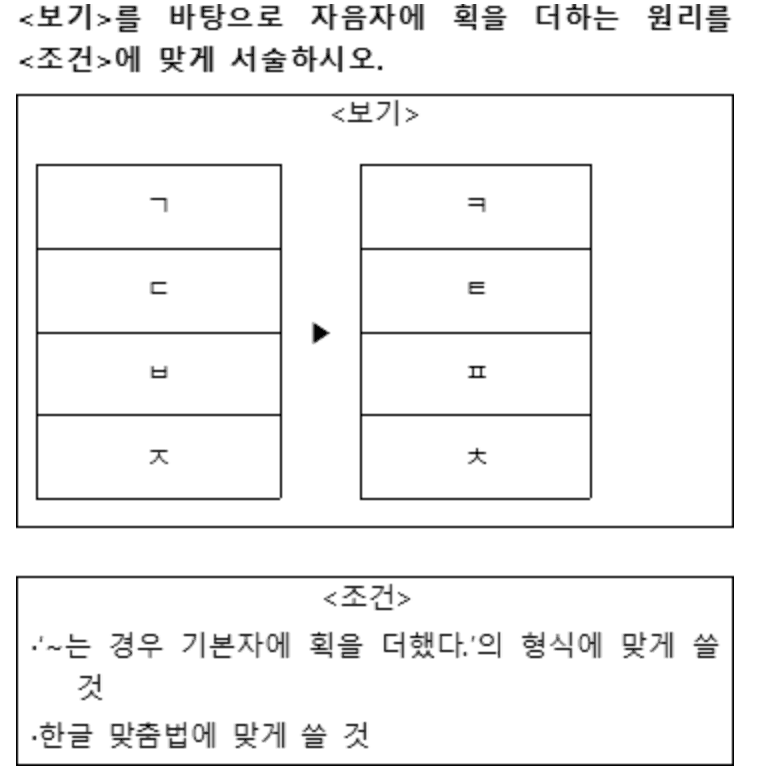 <보기>를 바탕으로 자음자에 획을 더하는 원리를
<조건>에 맞게 서술하시오.
<보기>
ㄱ ㅋ
ㄷ ㅌ
▶
ㅂ ㅍ
ㅈ ㅊ
<조건>
·'~는 경우 기본자에 획을 더했다.'의 형식에 맞게 쓸
것
·한글 맞춤법에 맞게 쓸 것